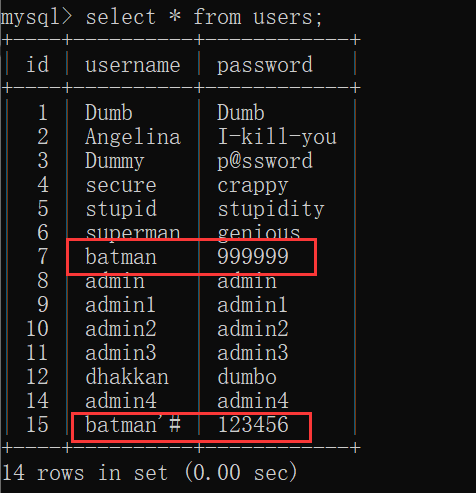 mysql> select * from users;
+----+----------+------------+
| id | username | password   |
+----+----------+------------+
|  1 | Dumb     | Dumb       |
|  2 | Angelina | I-kill-you |
|  3 | Dummy    | p@ssword   |
|  4 | secure   | crappy     |
|  5 | stupid   | stupidity  |
|  6 | superman | genious    |
|  7 | batman   | 999999     |
|  8 | admin    | admin      |
|  9 | admin1   | admin1     |
| 10 | admin2   | admin2     |
| 11 | admin3   | admin3     |
| 12 | dhakkan  | dumbo      |
| 14 | admin4   | admin4     |
| 15 | batman'# | 123456     |
+----+----------+------------+
14 rows in set (0.00 sec)